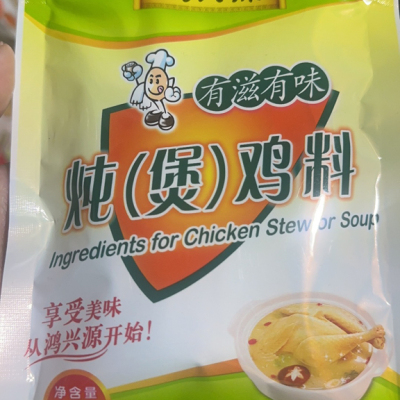 有滋有味
炖(煲)鸡料
Ingredients for Chicken Stew or Soup
享受美味
从鸿兴源开始!
净含量